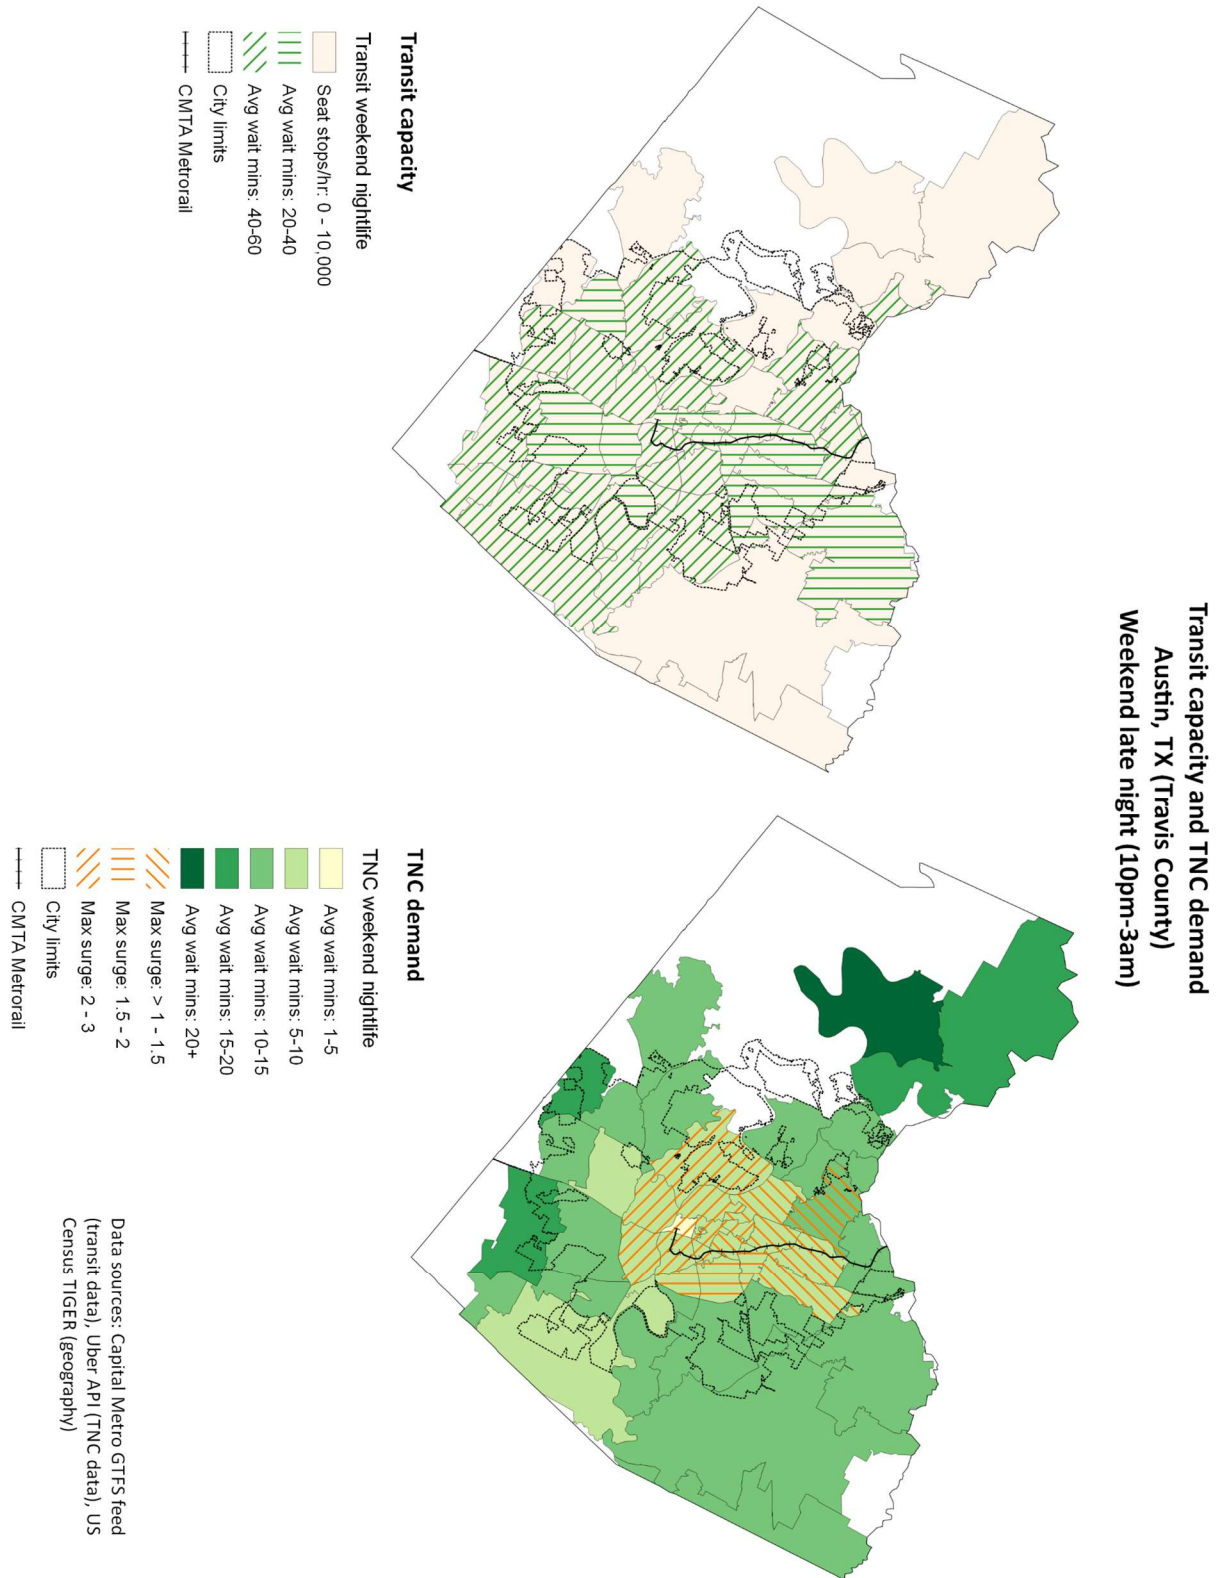 Transit capacity and TNC demand
Austin, TX (Travis County)
Weekend late night (10pm-3am)
Transit capacity
Transit weekend nightlife
Seat stops/hr: 0 - 10,000
Avg wait mins: 20-40
Avg wait mins: 40-60
City limits
CMTA Metrorail
TNC demand
TNC weekend nightlife
Avg wait mins: 1-5
Avg wait mins: 5-10
Avg wait mins: 10-15
Avg wait mins: 15-20
Avg wait mins: 20+
Max surge: > 1 - 1.5
Max surge: 1.5 - 2
Max surge: 2 - 3
City limits
CMTA Metrorail
Data sources: Capital Metro GTFS feed
(transit data), Uber API (TNC data), US
Census TIGER (geography)